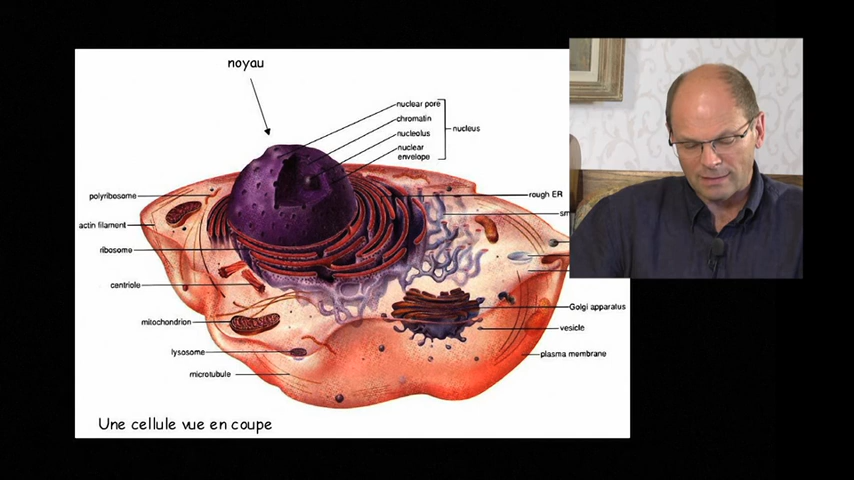 noyau
nuclear pore
chromatin
nucleolus
nucleus
nuclear
envelope
polyribosome
rough ER
actin filament
ribosome
centriole
Golgi apparatus
mitochondrion
vesicle
lysosome
plasma membrane
microtubule
Une cellule vue en coupe